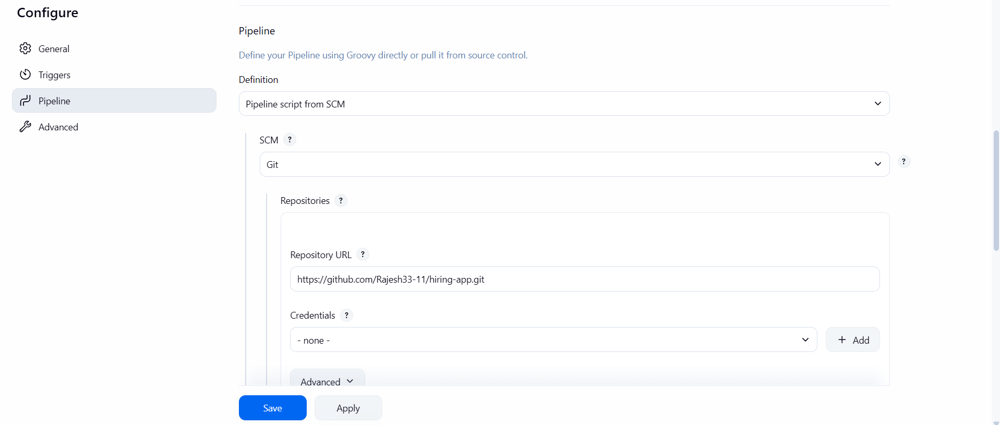 Configure
General
Triggers
Pipeline
Advanced
Pipeline
Define your Pipeline using Groovy directly or pull it from source control.
Definition
Pipeline script from SCM
SCM ?
Git
?
Repositories ?
Repository URL ?
https://github.com/Rajesh33-11/hiring-app.git
Credentials ?
- none -
+ Add
Advanced
Save Apply